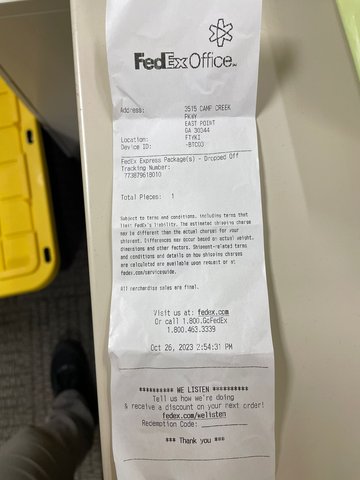 FedEx Office
Address: 3515 CAMP CREEK
PKWY
EAST POINT
GA 30344
Location: FTYKI
Device ID: -BTC03
FedEx Express Package(s) - Dropped Off
Tracking Number:
773879618010
Total Pieces: 1
Subject to terms and conditions, including terms that
limit FedEx's liability. The estimated shipping charge
may be different than the actual charges for your
shipment. Differences may occur based on actual weight,
dimensions and other factors. Shipment-related terms
and conditions and details on how shipping charges
are calculated are available upon request or at
fedex.com/serviceguide.
All merchandise sales are final.
Visit us at: fedex.com
Or call 1.800.GoFedEx
1.800.463.3339
Oct 26, 2023 2:54:31 PM
********** WE LISTEN **********
Tell us how we're doing
& receive a discount on your next order!
fedex.com/welisten
Redemption Code: ____________
*** Thank you ***